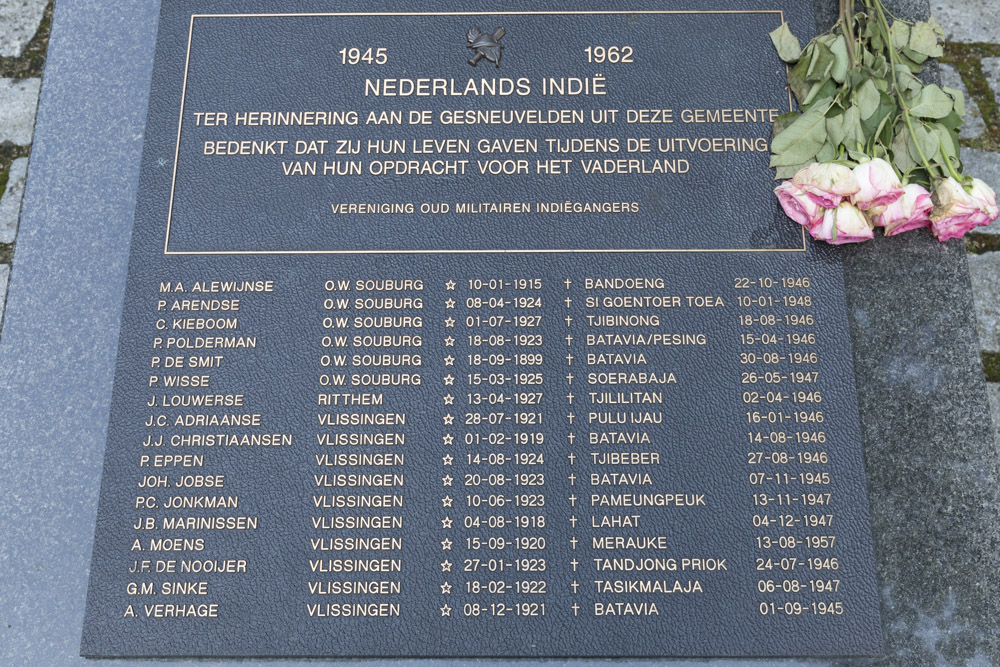 1945 1962
NEDERLANDS INDIË
TER HERINNERING AAN DE GESNEUVELDEN UIT DEZE GEMEENTE
BEDENKT DAT ZIJ HUN LEVEN GAVEN TIJDENS DE UITVOERING
VAN HUN OPDRACHT VOOR HET VADERLAND
VERENIGING OUD MILITAIREN INDIËGANGERS
M.A. ALEWIJNSE O.W. SOUBURG ☆ 10-01-1915 † BANDOENG 22-10-1946
P. ARENDSE O.W. SOUBURG ☆ 08-04-1924 † SI GOENTOER TOEA 10-01-1948
C. KIEBOOM O.W. SOUBURG ☆ 01-07-1927 † TJIBINONG 18-08-1946
P. POLDERMAN O.W. SOUBURG ☆ 18-08-1923 † BATAVIA/PESING 15-04-1946
P. DE SMIT O.W. SOUBURG ☆ 18-09-1899 † BATAVIA 30-08-1946
P. WISSE O.W. SOUBURG ☆ 15-03-1925 † SOERABAJA 26-05-1947
J. LOUWERSE RITTHEM ☆ 13-04-1927 † TJILILITAN 02-04-1946
J.C. ADRIAANSE VLISSINGEN ☆ 28-07-1921 † PULU IJAU 16-01-1946
J.J. CHRISTIAANSEN VLISSINGEN ☆ 01-02-1919 † BATAVIA 14-08-1946
P. EPPEN VLISSINGEN ☆ 14-08-1924 † TJIBEBER 27-08-1946
JOH. JOBSE VLISSINGEN ☆ 20-08-1923 † BATAVIA 07-11-1945
P.C. JONKMAN VLISSINGEN ☆ 10-06-1923 † PAMEUNGPEUK 13-11-1947
J.B. MARINISSEN VLISSINGEN ☆ 04-08-1918 † LAHAT 04-12-1947
A. MOENS VLISSINGEN ☆ 15-09-1920 † MERAUKE 13-08-1957
J.F. DE NOOIJER VLISSINGEN ☆ 27-01-1923 † TANDJONG PRIOK 24-07-1946
G.M. SINKE VLISSINGEN ☆ 18-02-1922 † TASIKMALAJA 06-08-1947
A. VERHAGE VLISSINGEN ☆ 08-12-1921 † BATAVIA 01-09-1945